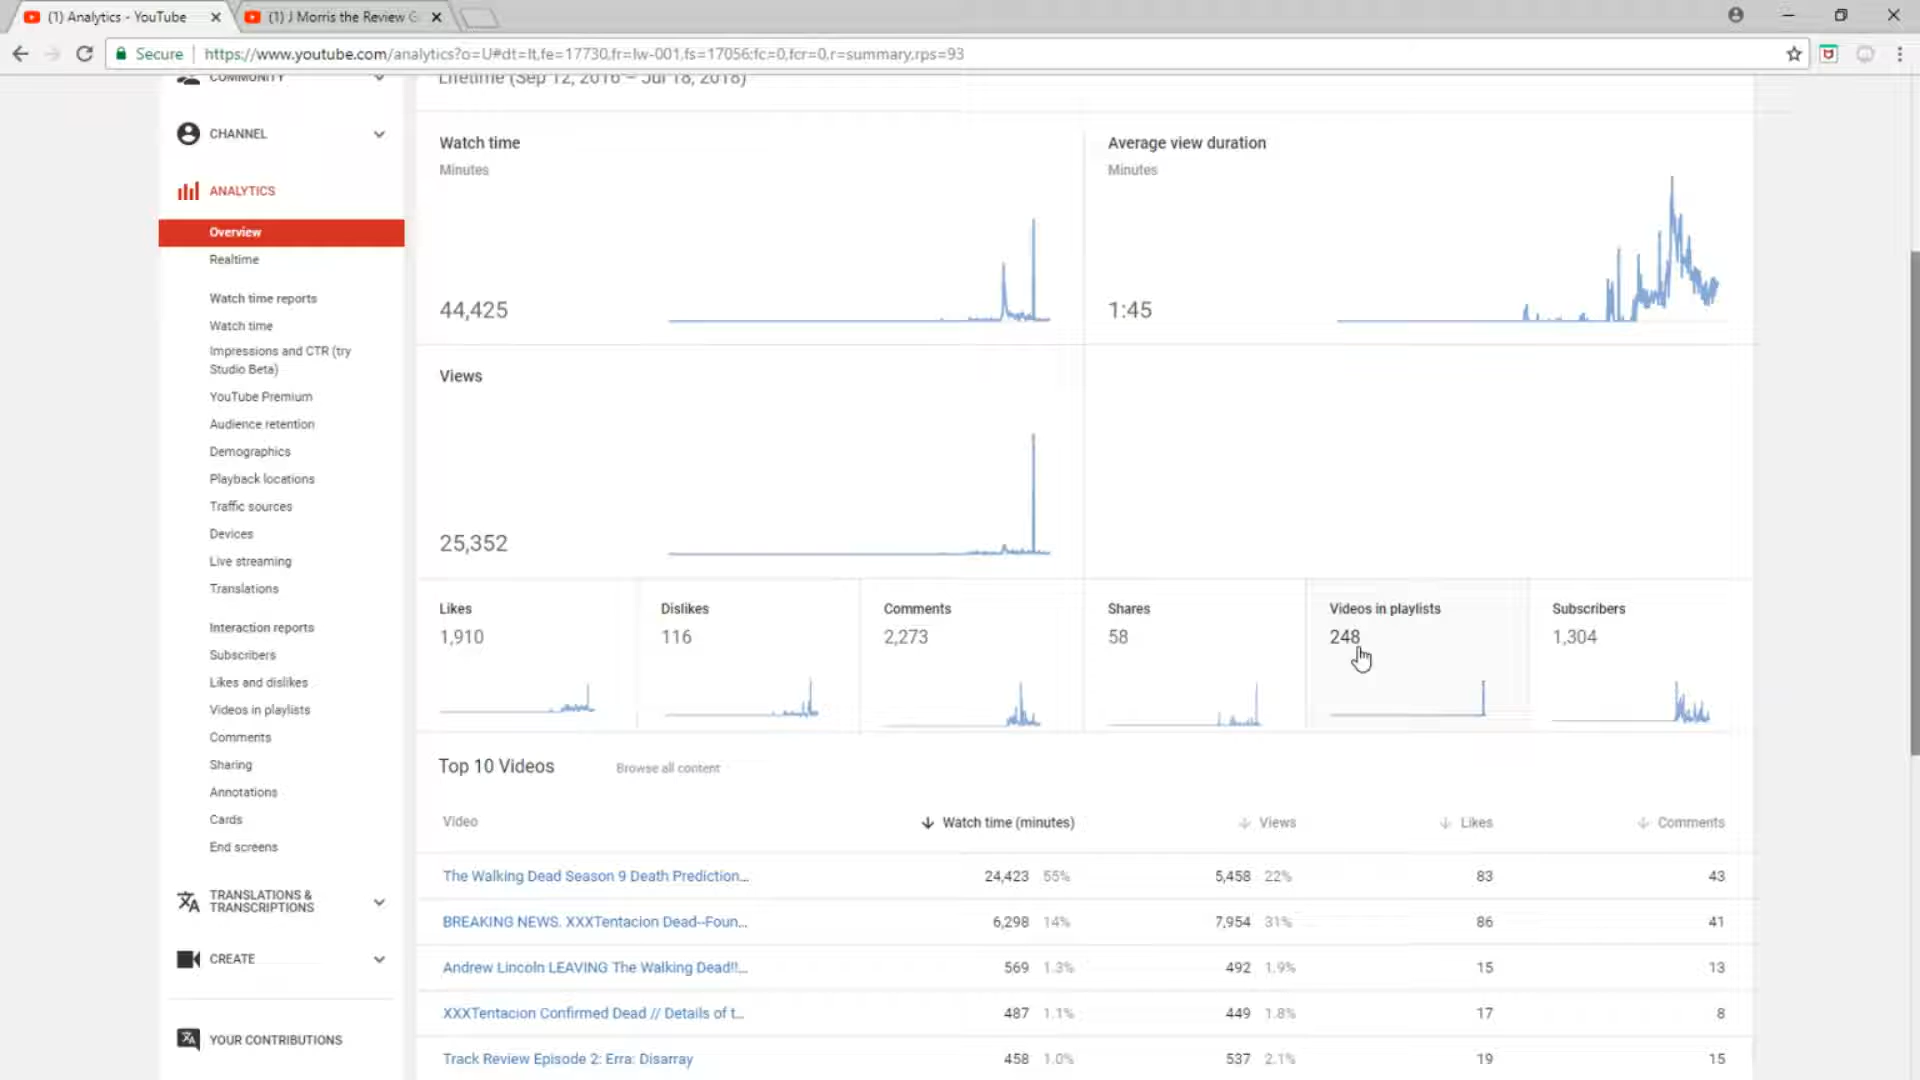 (1) Analytics - YouTube
(1) J Morris the Review G
Secure | https://www.youtube.com/analytics?o=U#dt=lt,fe=17730,fr=lw-001,fs=17056;fc=0,fcr=0,r=summary,rps=93
COMMUNITY
Lifetime (Sep 12, 2016 – Jul 18, 2018)
CHANNEL
ANALYTICS
Overview
Realtime
Watch time reports
Watch time
Impressions and CTR (try
Studio Beta)
YouTube Premium
Audience retention
Demographics
Playback locations
Traffic sources
Devices
Live streaming
Translations
Interaction reports
Subscribers
Likes and dislikes
Videos in playlists
Comments
Sharing
Annotations
Cards
End screens
TRANSLATIONS &
TRANSCRIPTIONS
CREATE
YOUR CONTRIBUTIONS
Watch time
Minutes
44,425
Average view duration
Minutes
1:45
Views
25,352
Likes
1,910
Dislikes
116
Comments
2,273
Shares
58
Videos in playlists
248
Subscribers
1,304
Top 10 Videos Browse all content
Video Watch time (minutes) Views Likes Comments
The Walking Dead Season 9 Death Prediction... 24,423 55% 5,458 22% 83 43
BREAKING NEWS. XXXTentacion Dead--Foun... 6,298 14% 7,954 31% 86 41
Andrew Lincoln LEAVING The Walking Dead!!... 569 1.3% 492 1.9% 15 13
XXXTentacion Confirmed Dead // Details of t... 487 1.1% 449 1.8% 17 8
Track Review Episode 2: Erra: Disarray 458 1.0% 537 2.1% 19 15